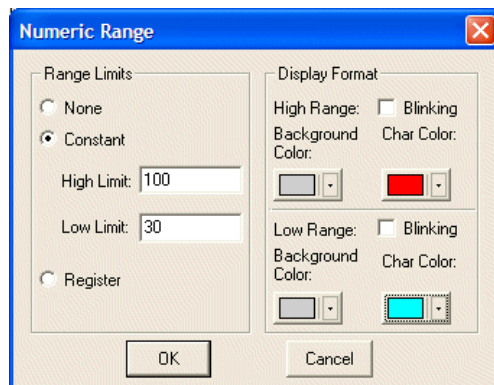 Numeric Range
Range Limits
None
Constant
High Limit: 100
Low Limit: 30
Register
Display Format
High Range: Blinking
Background Color:
Char Color:
Low Range: Blinking
Background Color:
Char Color:
OK
Cancel